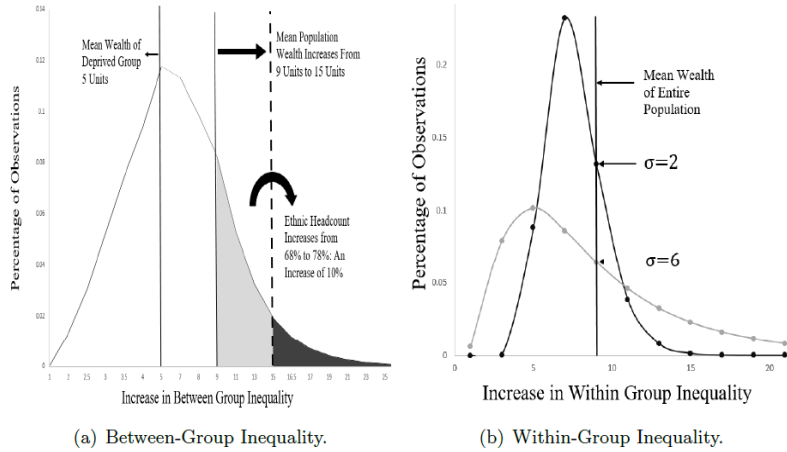 0.14
0.12
0.1
0.08
0.06
0.04
0.02
0
Percentage of Observations
Mean Wealth of
Deprived Group
5 Units
Mean Population
Wealth Increases From
9 Units to 15 Units
Ethnic Headcount
Increases from
68% to 78%: An
Increase of 10%
1 2 2.5 3 3.5 4 5 7 8 9 11 13 15 16.5 17 19 21 23 25
Increase in Between Group Inequality
(a) Between-Group Inequality.
0.2
0.15
0.1
0.05
0
Percentage of Observations
Mean Wealth
of Entire
Population
σ=2
σ=6
0 5 10 15 20
Increase in Within Group Inequality
(b) Within-Group Inequality.